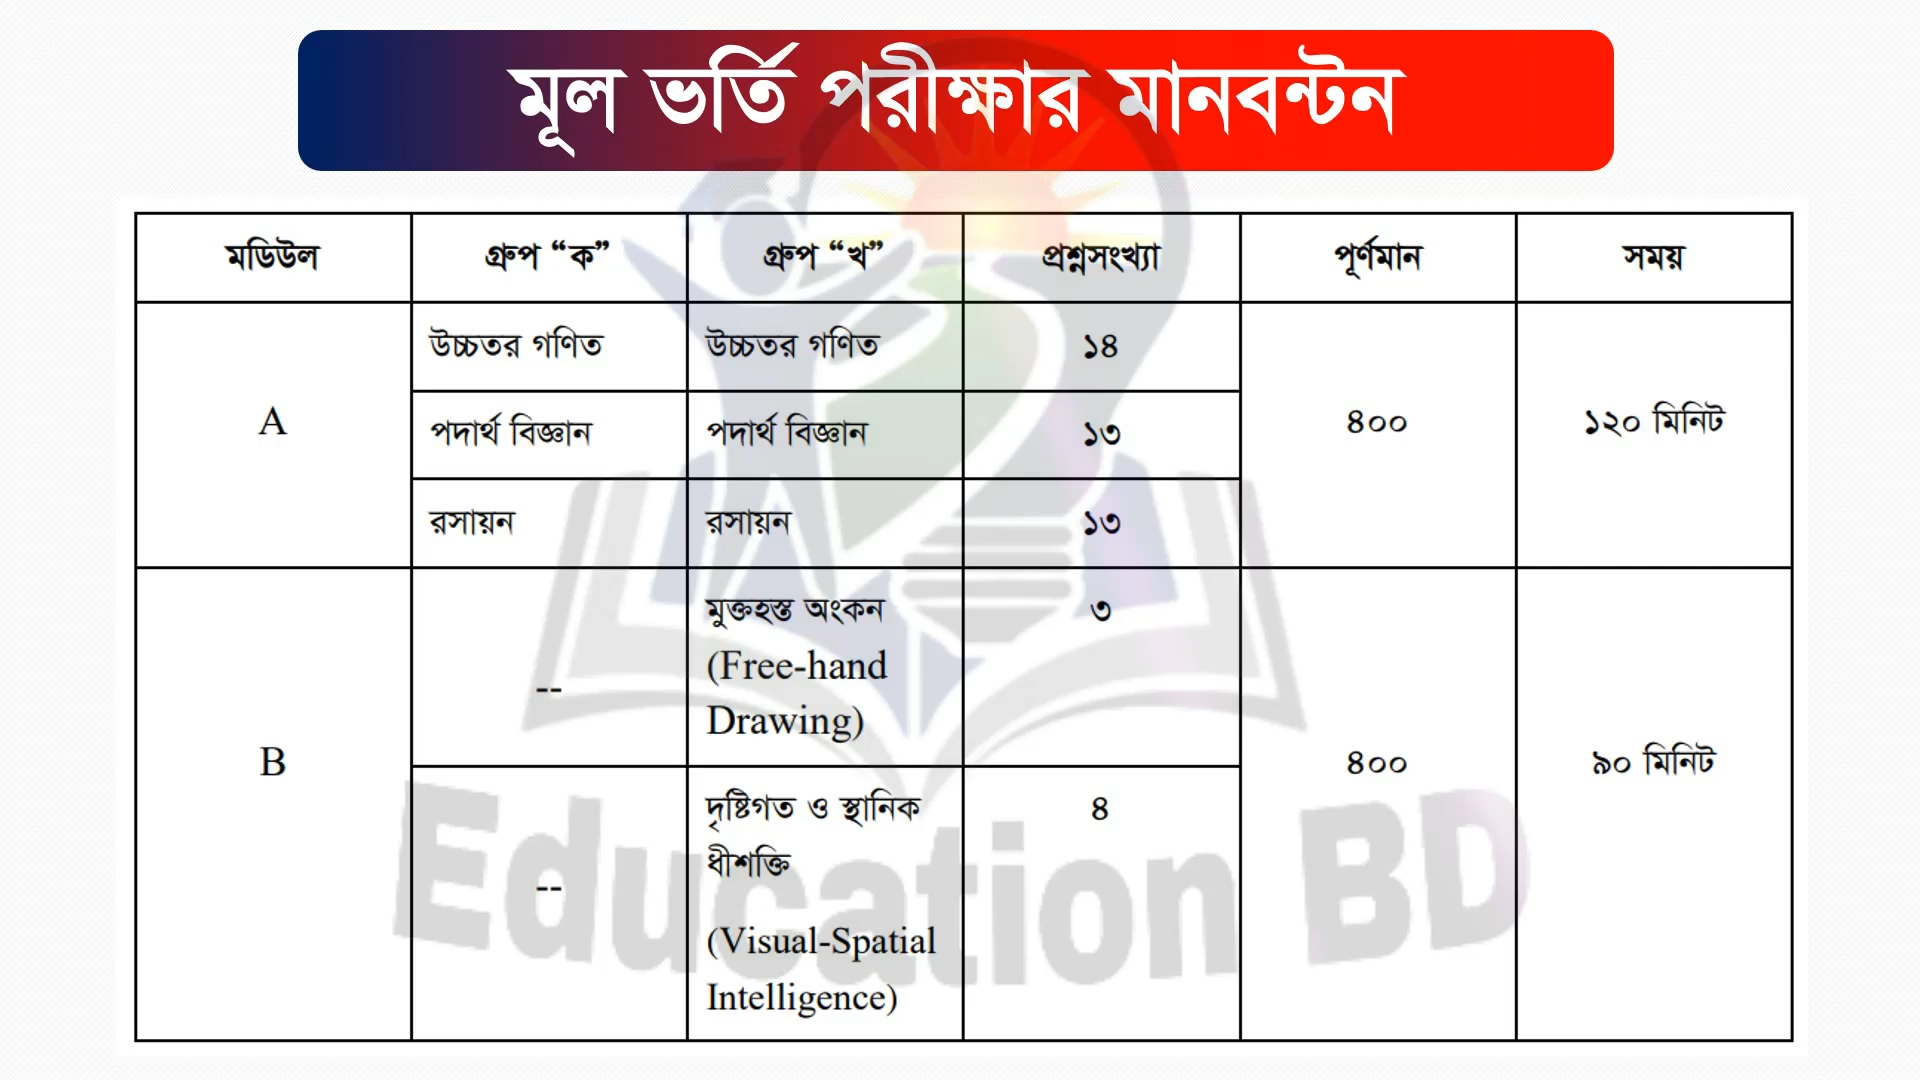 মূল ভর্তি পরীক্ষার মানবন্টন
মডিউল গ্রুপ “ক” গ্রুপ “খ” প্রশ্নসংখ্যা পূর্ণমান সময়
A উচ্চতর গণিত উচ্চতর গণিত ১৪ ৪০০ ১২০ মিনিট
পদার্থ বিজ্ঞান পদার্থ বিজ্ঞান ১৩
রসায়ন রসায়ন ১৩
B -- মুক্তহস্ত অংকন ৩ ৪০০ ৯০ মিনিট
(Free-hand
Drawing)
-- দৃষ্টিগত ও স্থানিক ৪
ধীশক্তি
(Visual-Spatial
Intelligence)
Education BD